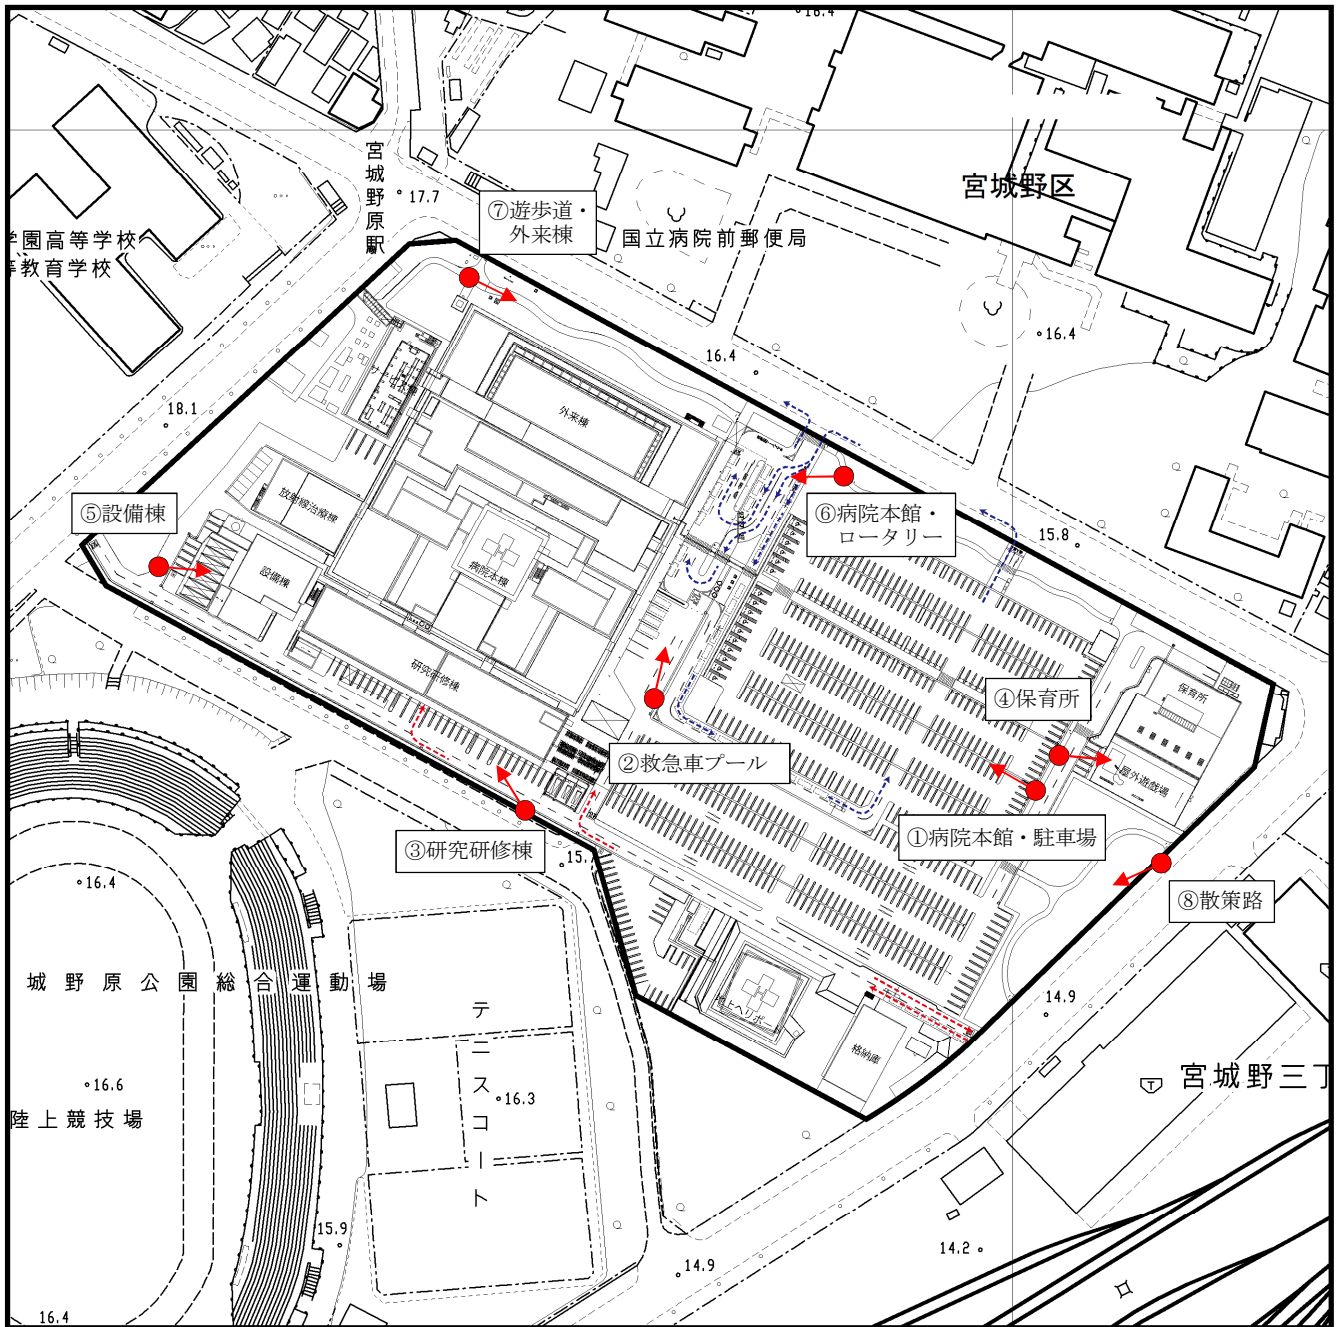 16.4
宮城野区
宮城野原駅
17.7
⑦遊歩道・
外来棟
国立病院前郵便局
学園高等学校
等教育学校
16.4
16.4
18.1
外来棟
⑤設備棟
放射線治療棟
⑥病院本館・
ロータリー
15.8
設備棟
病院本棟
研究研修棟
④保育所
保育所
②救急車プール
屋外遊戯場
③研究研修棟
15.7
①病院本館・駐車場
⑧散策路
16.4
城野原公園総合運動場
テニスコート
地上ヘリポ
格納庫
14.9
16.6
16.3
宮城野三丁
陸上競技場
15.9
14.2
14.9
16.4